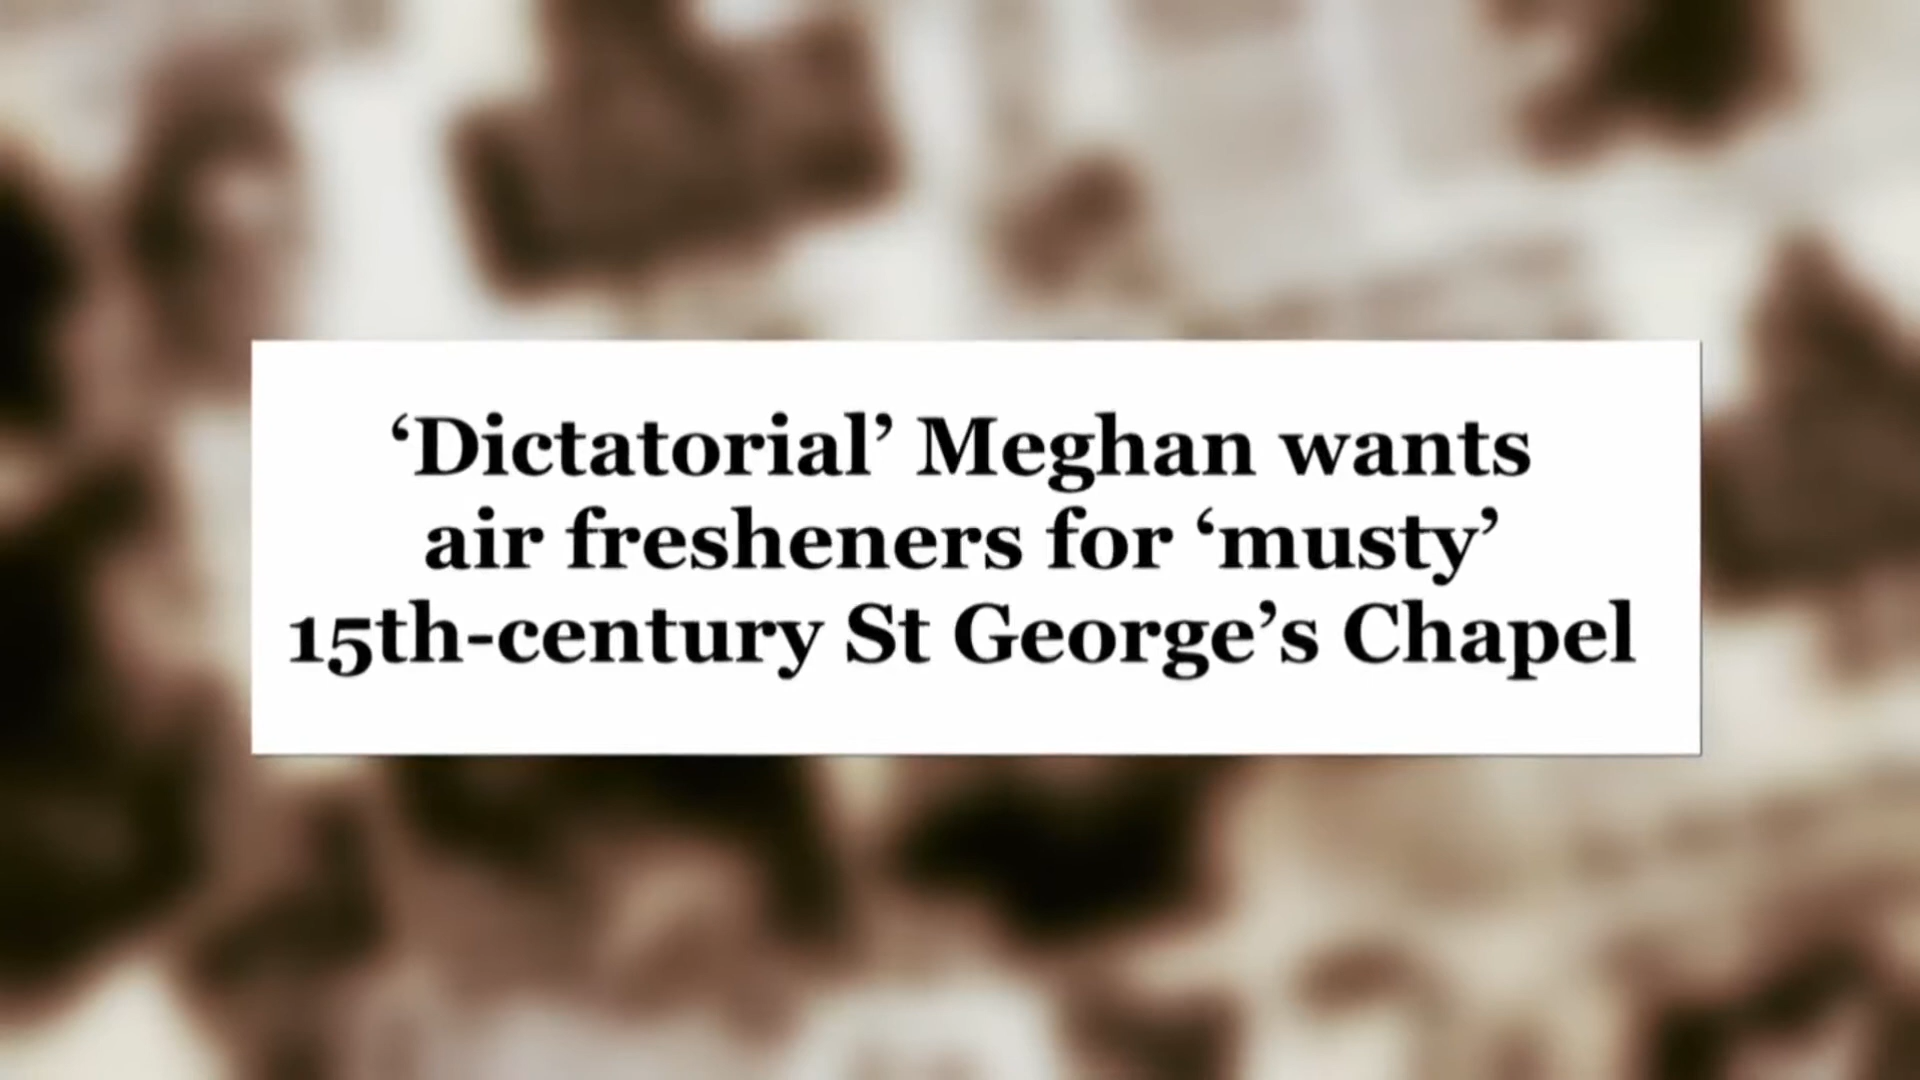 ‘Dictatorial’ Meghan wants
air fresheners for ‘musty’
15th-century St George’s Chapel